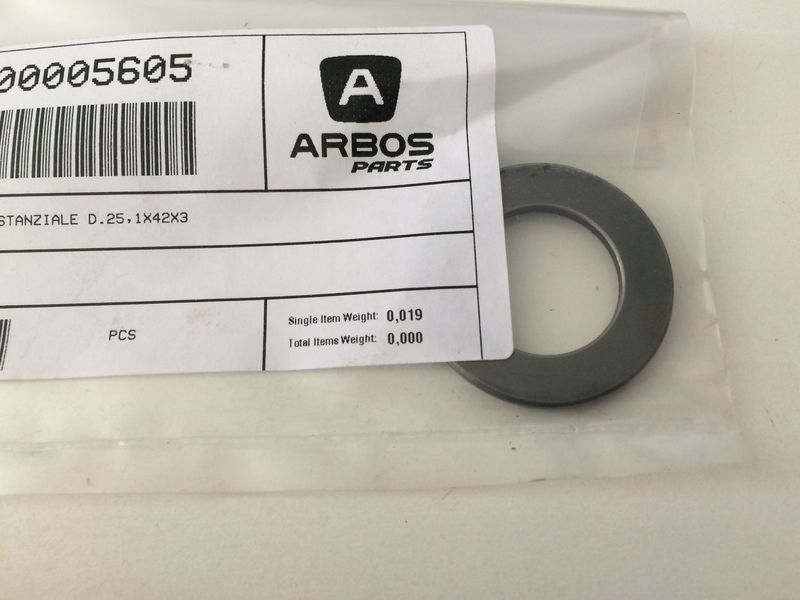 00005605
A
ARBOS
PARTS
STANZIALE D.25,1X42X3
Single Item Weight: 0,019
PCS
Total Items Weight: 0,000